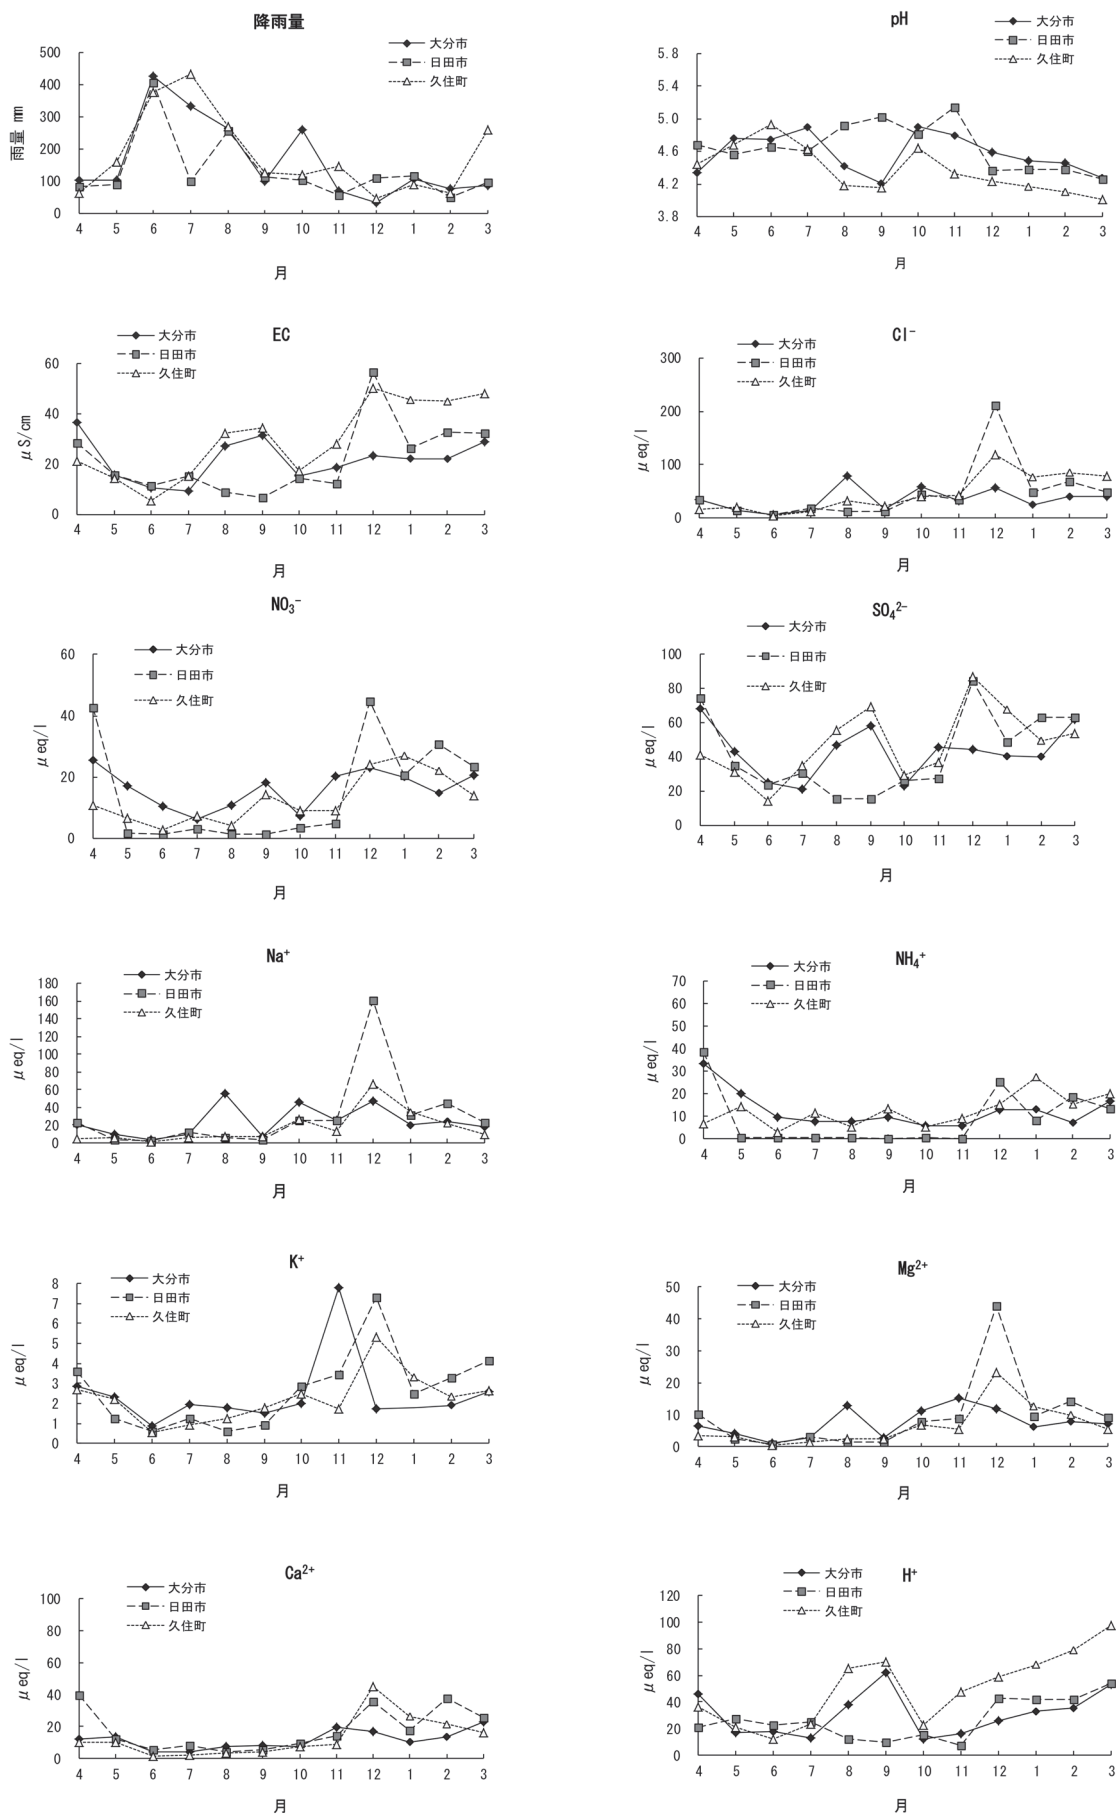 降雨量
大分市
日田市
久住町
雨量 mm
500
400
300
200
100
0
4 5 6 7 8 9 10 11 12 1 2 3
月
pH
大分市
日田市
久住町
5.8
5.4
5.0
4.6
4.2
3.8
4 5 6 7 8 9 10 11 12 1 2 3
月
EC
大分市
日田市
久住町
μS/cm
60
40
20
0
4 5 6 7 8 9 10 11 12 1 2 3
月
Cl⁻
大分市
日田市
久住町
μeq/l
300
200
100
0
4 5 6 7 8 9 10 11 12 1 2 3
月
NO₃⁻
大分市
日田市
久住町
μeq/l
60
40
20
0
4 5 6 7 8 9 10 11 12 1 2 3
月
SO₄²⁻
大分市
日田市
久住町
μeq/l
100
80
60
40
20
0
4 5 6 7 8 9 10 11 12 1 2 3
月
Na⁺
大分市
日田市
久住町
μeq/l
180
160
140
120
100
80
60
40
20
0
4 5 6 7 8 9 10 11 12 1 2 3
月
NH₄⁺
大分市
日田市
久住町
μeq/l
70
60
50
40
30
20
10
0
4 5 6 7 8 9 10 11 12 1 2 3
月
K⁺
大分市
日田市
久住町
μeq/l
8
7
6
5
4
3
2
1
0
4 5 6 7 8 9 10 11 12 1 2 3
月
Mg²⁺
大分市
日田市
久住町
μeq/l
50
40
30
20
10
0
4 5 6 7 8 9 10 11 12 1 2 3
月
Ca²⁺
大分市
日田市
久住町
μeq/l
100
80
60
40
20
0
4 5 6 7 8 9 10 11 12 1 2 3
月
H⁺
大分市
日田市
久住町
μeq/l
120
100
80
60
40
20
0
4 5 6 7 8 9 10 11 12 1 2 3
月